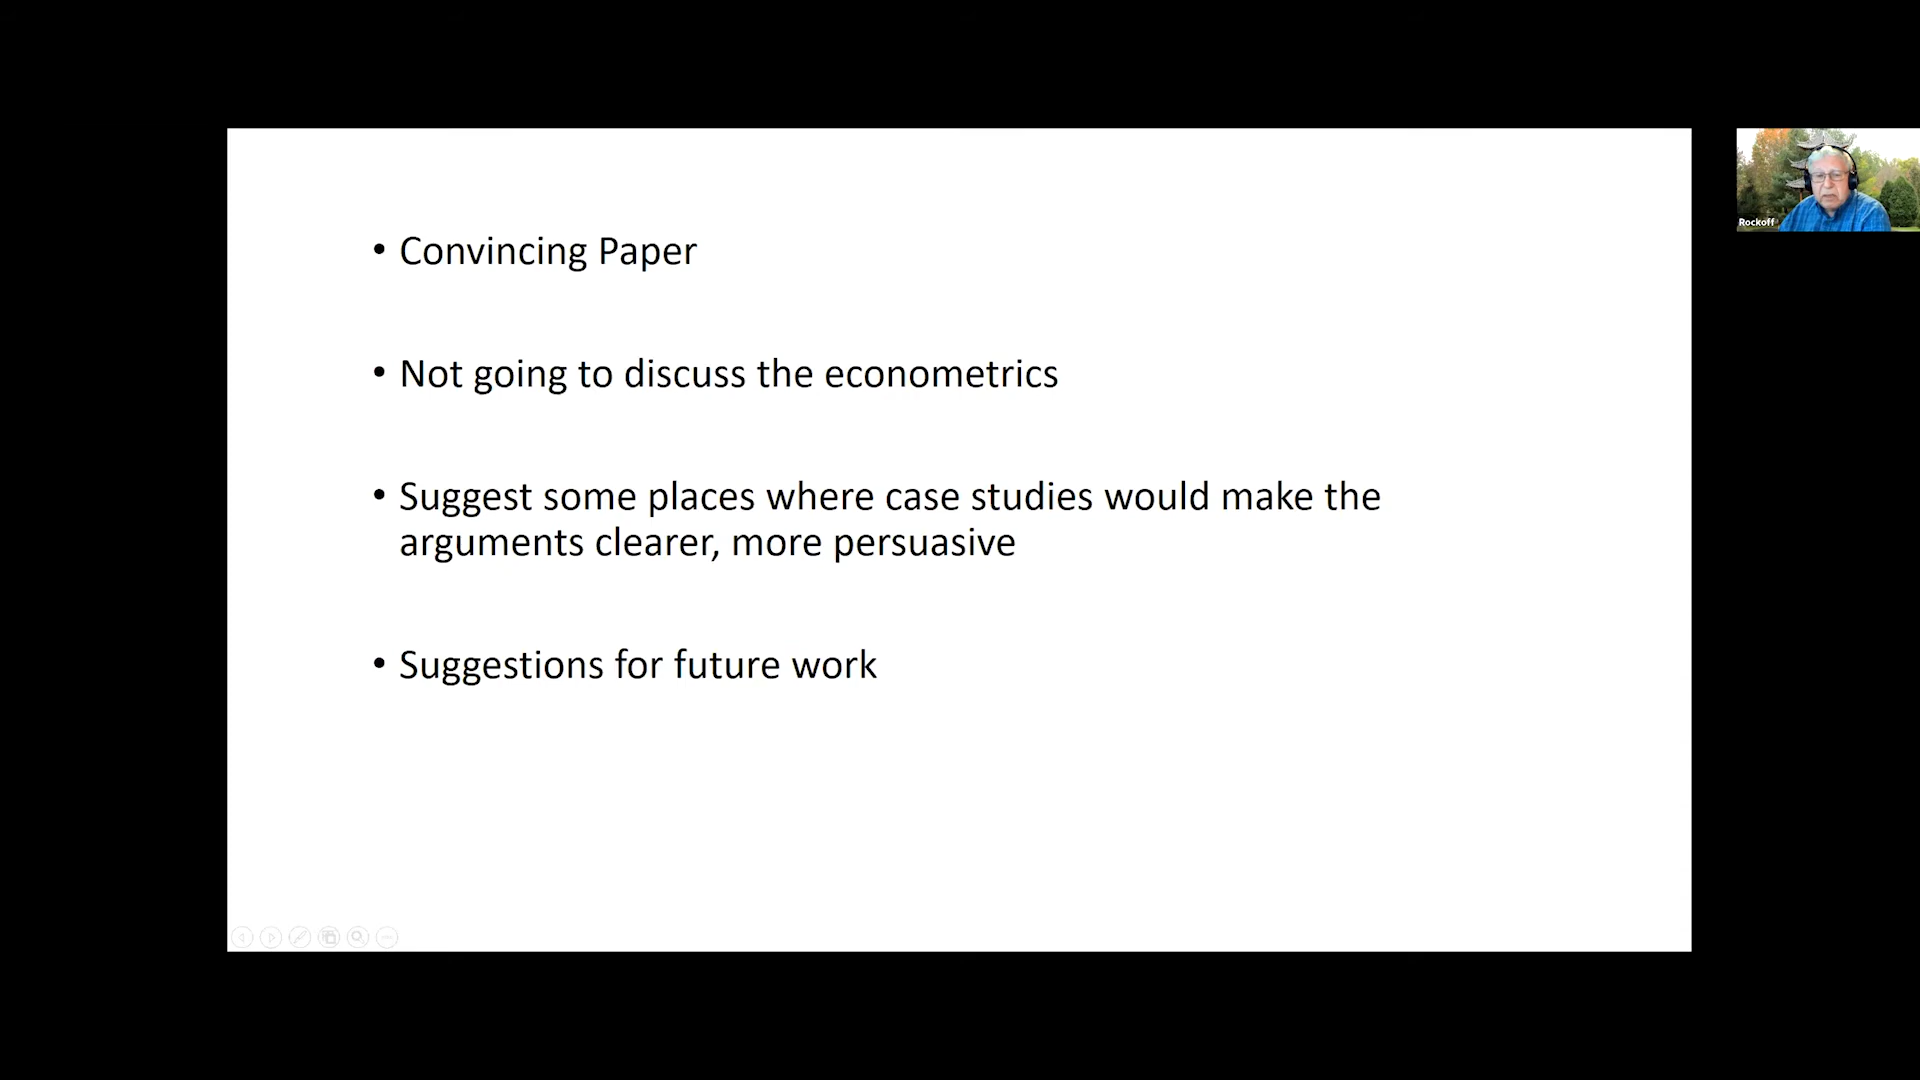 • Convincing Paper
• Not going to discuss the econometrics
• Suggest some places where case studies would make the
arguments clearer, more persuasive
• Suggestions for future work
Rockoff